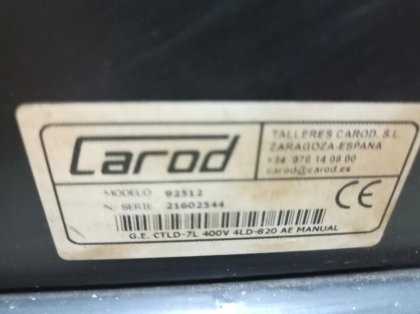 Carod
TALLERES CAROD, S.L.
ZARAGOZA-ESPAÑA
+34 976 14 08 00
carod@carod.es
MODELO 92512
N/ SERIE 21602544
CE
G.E. CTLD-7L 400V 4LD-820 AE MANUAL